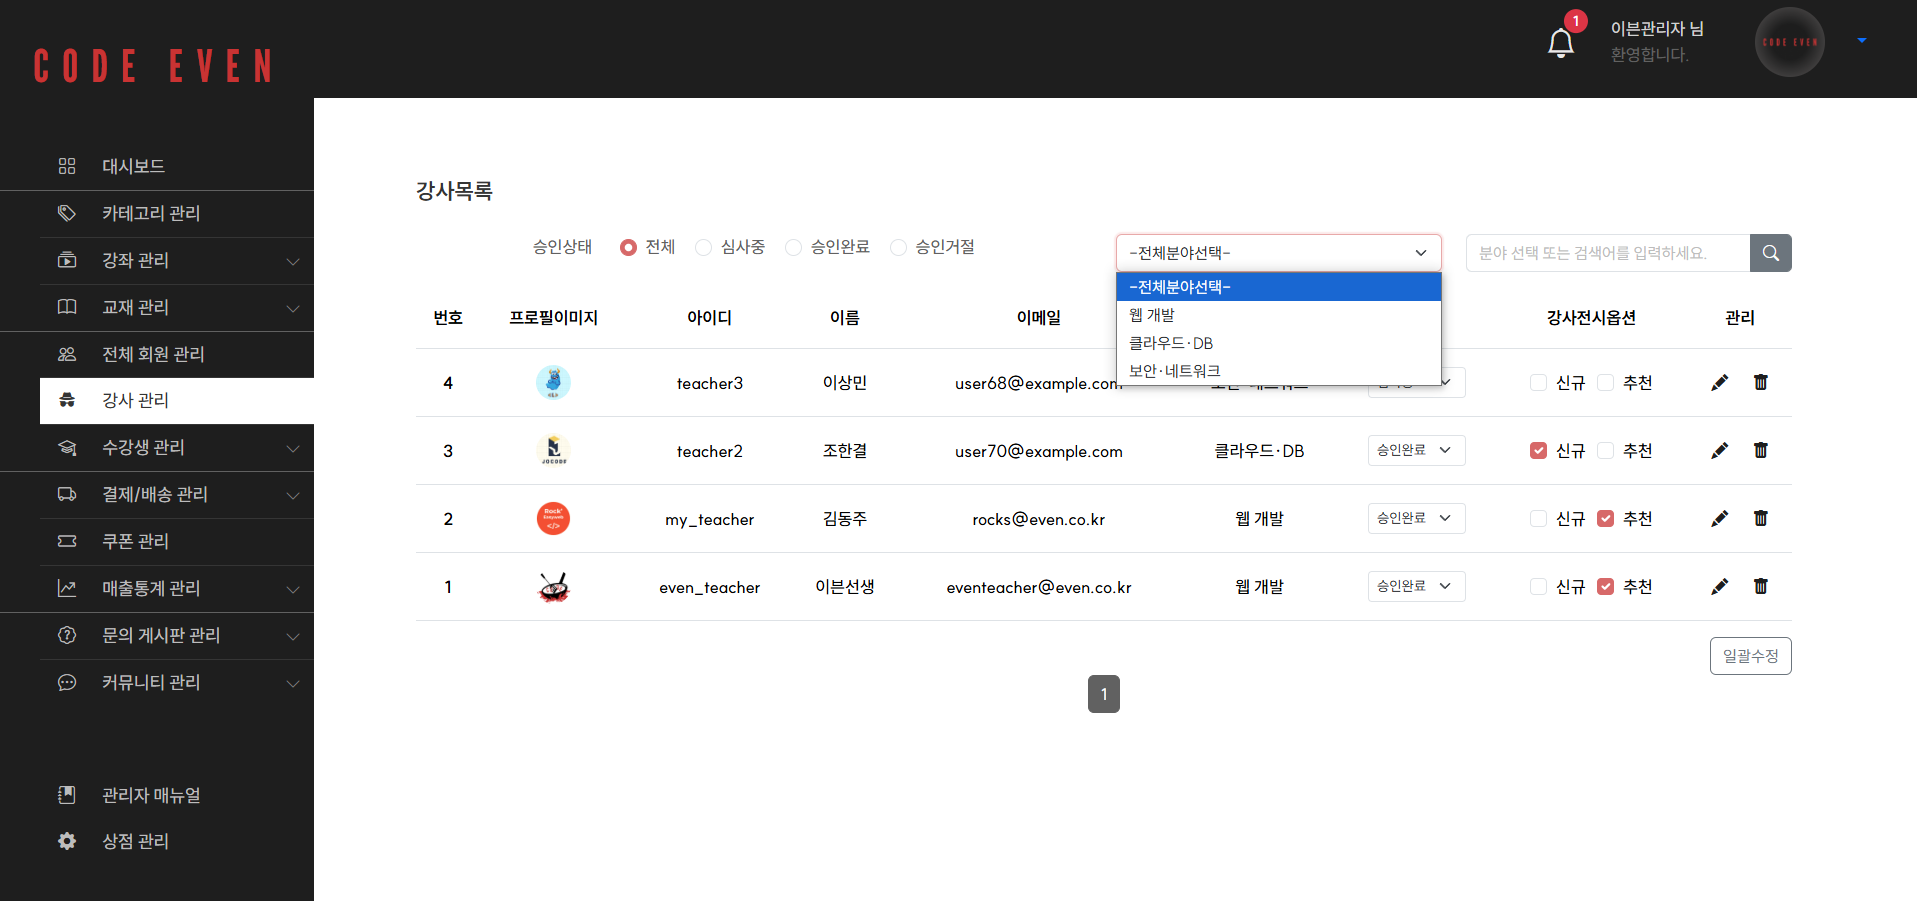 CODE EVEN
1
이븐관리자 님
환영합니다.
CODE EVEN
대시보드
카테고리 관리
강좌 관리
교재 관리
전체 회원 관리
강사 관리
수강생 관리
결제/배송 관리
쿠폰 관리
매출통계 관리
문의 게시판 관리
커뮤니티 관리
관리자 매뉴얼
상점 관리
강사목록
승인상태 전체 심사중 승인완료 승인거절
-전체분야선택-
분야 선택 또는 검색어를 입력하세요.
-전체분야선택-
웹 개발
클라우드·DB
보안·네트워크
번호 프로필이미지 아이디 이름 이메일 강사전시옵션 관리
4 teacher3 이상민 user68@example.com 신규 추천
3 JOCODE teacher2 조한결 user70@example.com 클라우드·DB 승인완료 신규 추천
2 Rock' Easyweb </> my_teacher 김동주 rocks@even.co.kr 웹 개발 승인완료 신규 추천
1 even_teacher 이븐선생 eventeacher@even.co.kr 웹 개발 승인완료 신규 추천
일괄수정
1